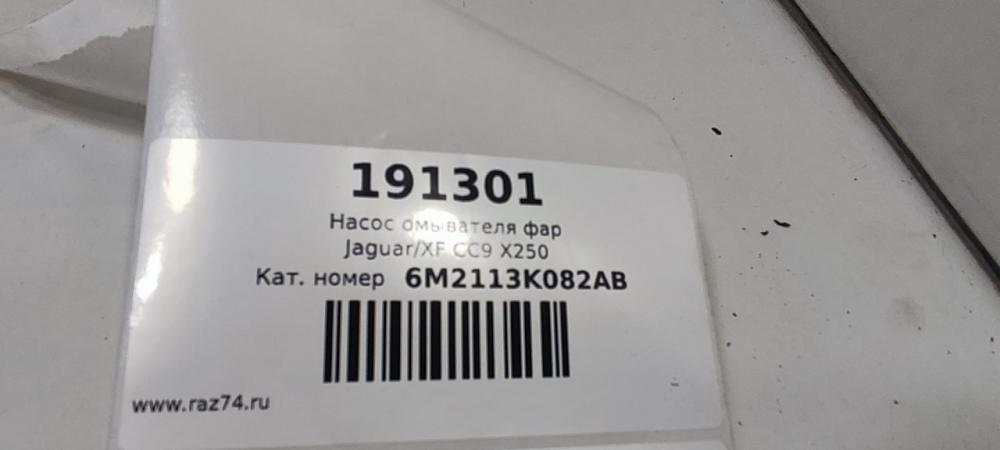 191301
Насос омывателя фар
Jaguar/XF CC9 X250
Кат. номер 6M2113K082AB
www.raz74.ru